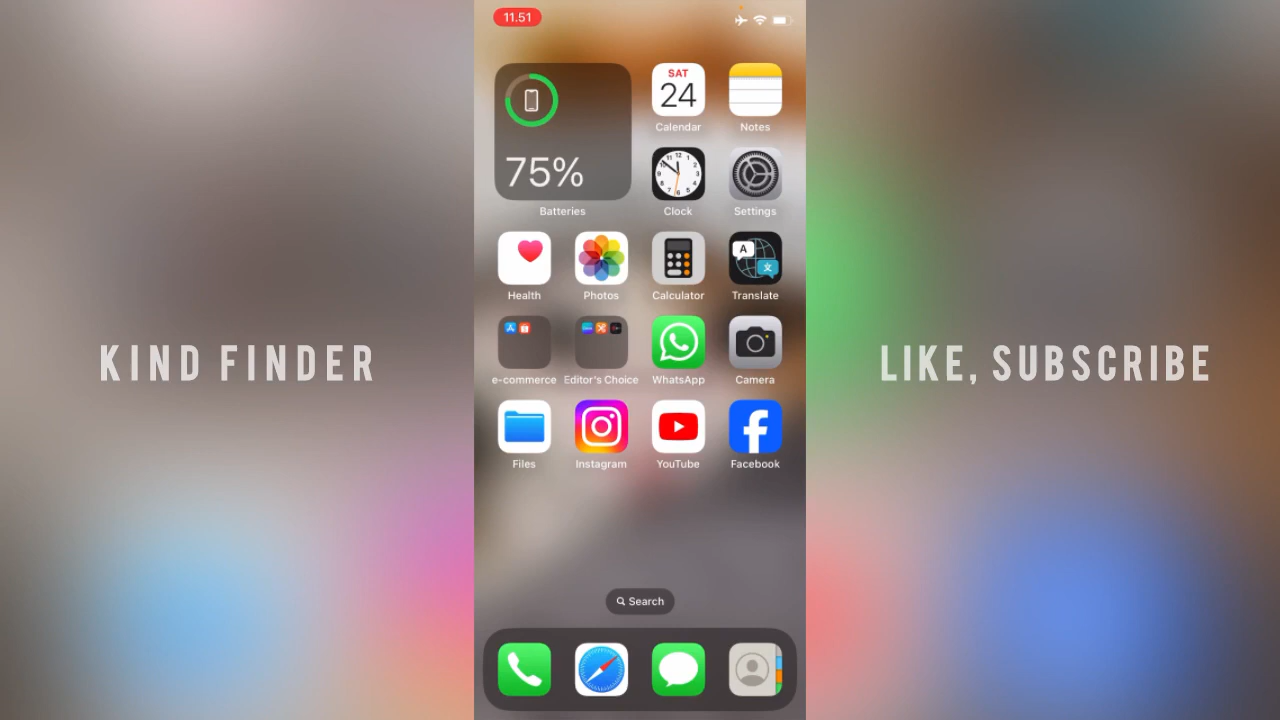 11.51
SAT
24
Calendar
Notes
75%
Batteries
Clock
Settings
A
文
Health
Photos
Calculator
Translate
e-commerce
Editor's Choice
WhatsApp
Camera
KIND FINDER
LIKE, SUBSCRIBE
Files
Instagram
YouTube
Facebook
Search